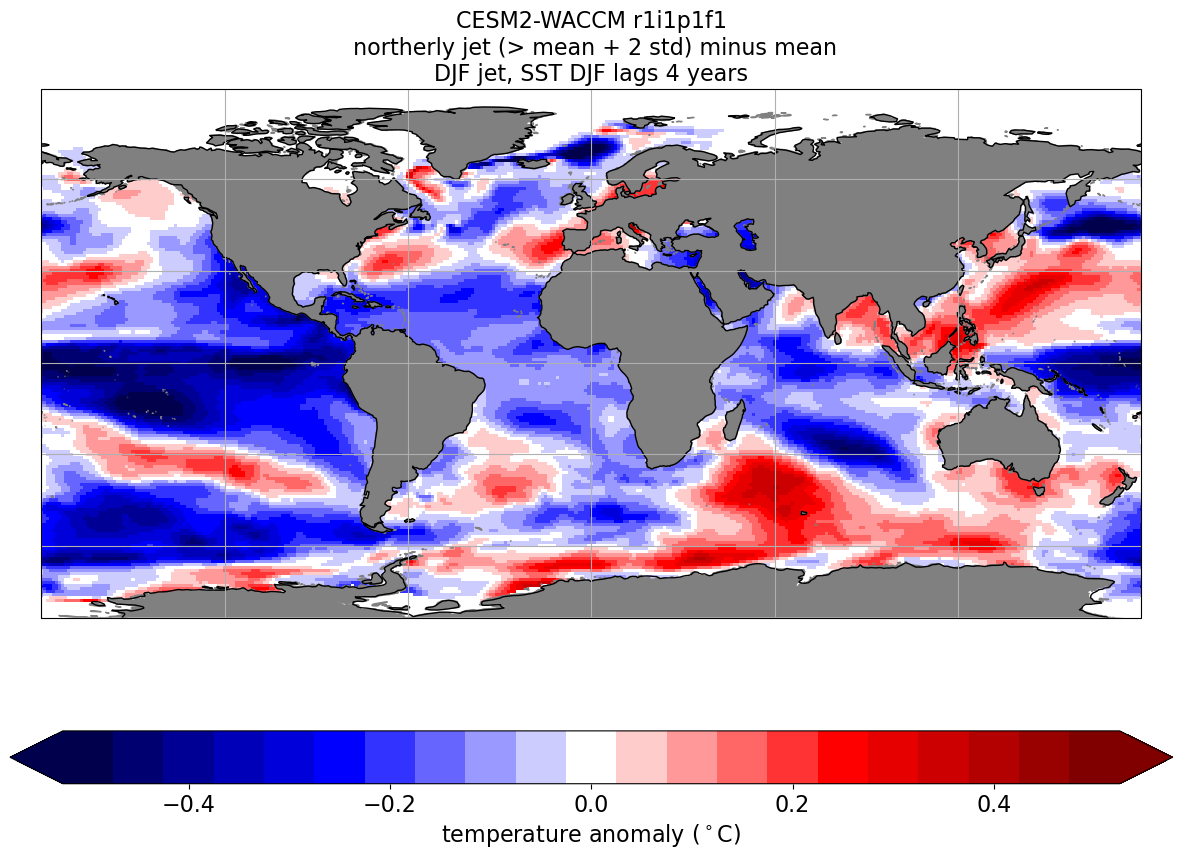 CESM2-WACCM r1i1p1f1
northerly jet (> mean + 2 std) minus mean
DJF jet, SST DJF lags 4 years
−0.4 −0.2 0.0 0.2 0.4
temperature anomaly (°C)